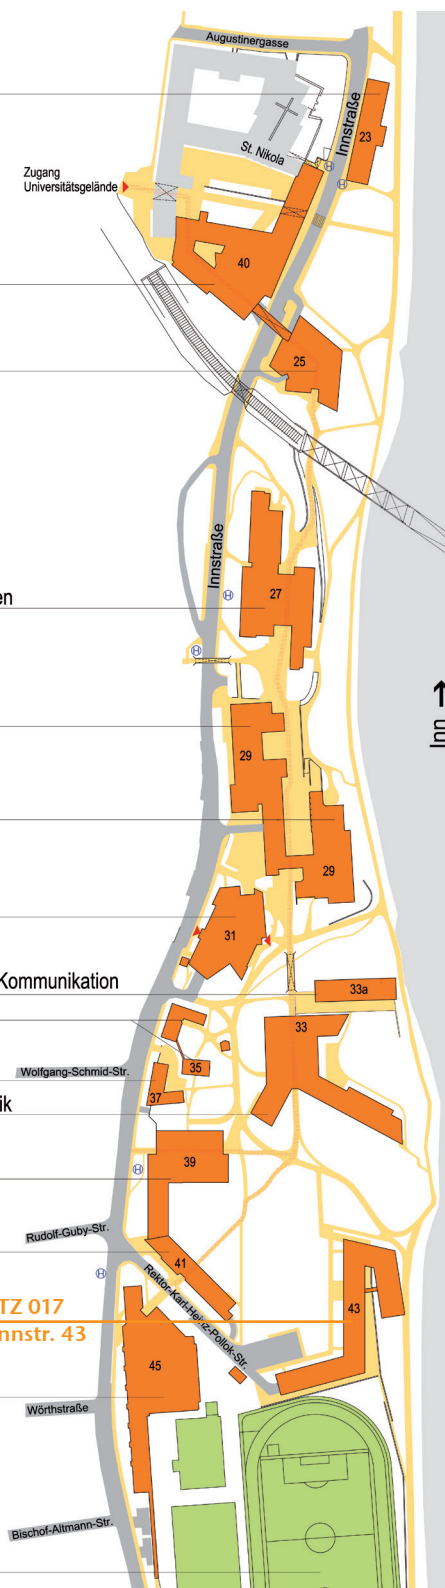 Augustinergasse
Innstraße
23
St. Nikola
H
H
Zugang
Universitätsgelände
40
25
Innstraße
27
en
H
H
Inn
29
29
31
Kommunikation
33a
33
35
Wolfgang-Schmid-Str.
37
ik
39
H
Rudolf-Guby-Str.
41
H
Rektor-Karl-Heinz-Pollok-Str.
TZ 017
nnstr. 43
43
45
Wörthstraße
Bischof-Altmann-Str.